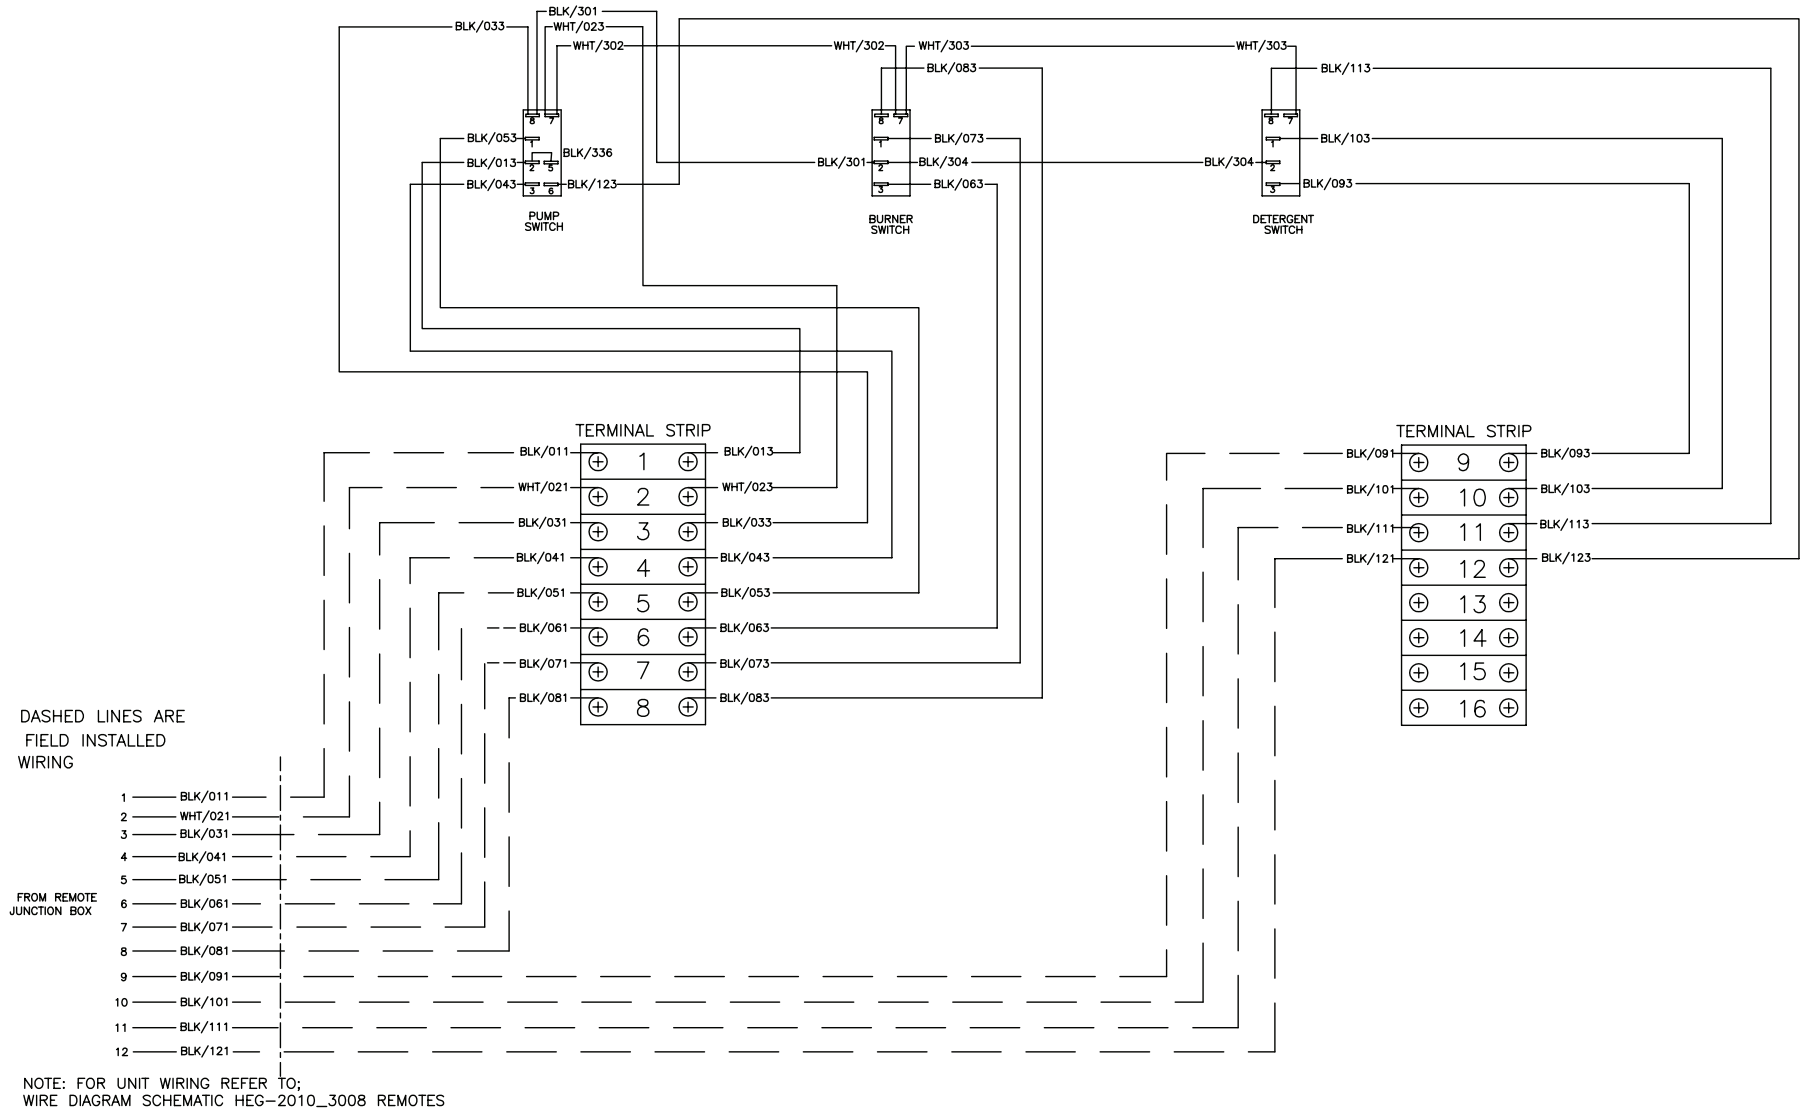 BLK/301
BLK/033 WHT/023
WHT/302 WHT/302 WHT/303 WHT/303
BLK/083 BLK/113
8 7 8 7 8 7
BLK/053 BLK/073 BLK/103
1 1 1
BLK/336
BLK/013 BLK/301 BLK/304 BLK/304
2 5 2 2
BLK/043 BLK/123 BLK/063 BLK/093
3 6 3 3
PUMP
SWITCH
BURNER
SWITCH
DETERGENT
SWITCH
TERMINAL STRIP
BLK/011 1 BLK/013
WHT/021 2 WHT/023
BLK/031 3 BLK/033
BLK/041 4 BLK/043
BLK/051 5 BLK/053
BLK/061 6 BLK/063
BLK/071 7 BLK/073
BLK/081 8 BLK/083
TERMINAL STRIP
BLK/091 9 BLK/093
BLK/101 10 BLK/103
BLK/111 11 BLK/113
BLK/121 12 BLK/123
13
14
15
16
DASHED LINES ARE
FIELD INSTALLED
WIRING
1 BLK/011
2 WHT/021
3 BLK/031
4 BLK/041
5 BLK/051
FROM REMOTE
JUNCTION BOX
6 BLK/061
7 BLK/071
8 BLK/081
9 BLK/091
10 BLK/101
11 BLK/111
12 BLK/121
NOTE: FOR UNIT WIRING REFER TO;
WIRE DIAGRAM SCHEMATIC HEG-2010_3008 REMOTES